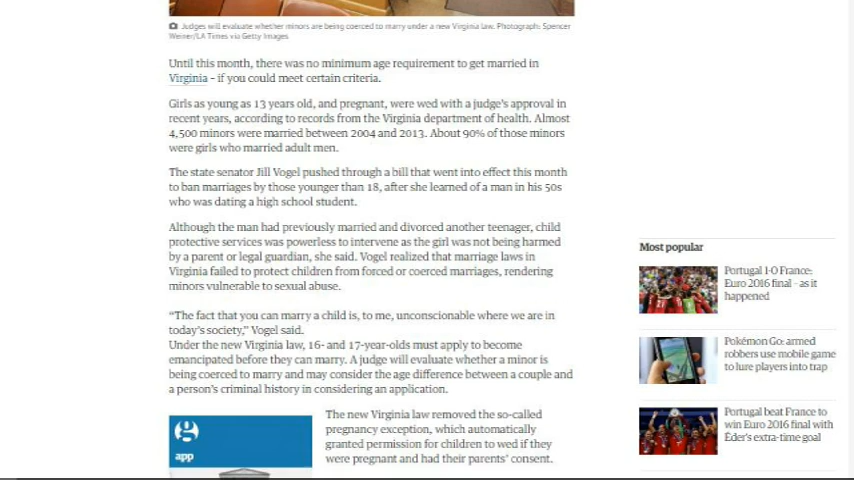 Judges will evaluate whether minors are being coerced to marry under a new Virginia law. Photograph: Spencer
Weiner/LA Times via Getty Images
Until this month, there was no minimum age requirement to get married in
Virginia – if you could meet certain criteria.
Girls as young as 13 years old, and pregnant, were wed with a judge's approval in
recent years, according to records from the Virginia department of health. Almost
4,500 minors were married between 2004 and 2013. About 90% of those minors
were girls who married adult men.
The state senator Jill Vogel pushed through a bill that went into effect this month
to ban marriages by those younger than 18, after she learned of a man in his 50s
who was dating a high school student.
Although the man had previously married and divorced another teenager, child
protective services was powerless to intervene as the girl was not being harmed
by a parent or legal guardian, she said. Vogel realized that marriage laws in
Virginia failed to protect children from forced or coerced marriages, rendering
minors vulnerable to sexual abuse.
“The fact that you can marry a child is, to me, unconscionable where we are in
today's society,” Vogel said.
Under the new Virginia law, 16- and 17-year-olds must apply to become
emancipated before they can marry. A judge will evaluate whether a minor is
being coerced to marry and may consider the age difference between a couple and
a person's criminal history in considering an application.
The new Virginia law removed the so-called
pregnancy exception, which automatically
granted permission for children to wed if they
were pregnant and had their parents' consent.
app
Most popular
Portugal 1-0 France:
Euro 2016 final – as it
happened
Pokémon Go: armed
robbers use mobile game
to lure players into trap
Portugal beat France to
win Euro 2016 final with
Éder's extra-time goal